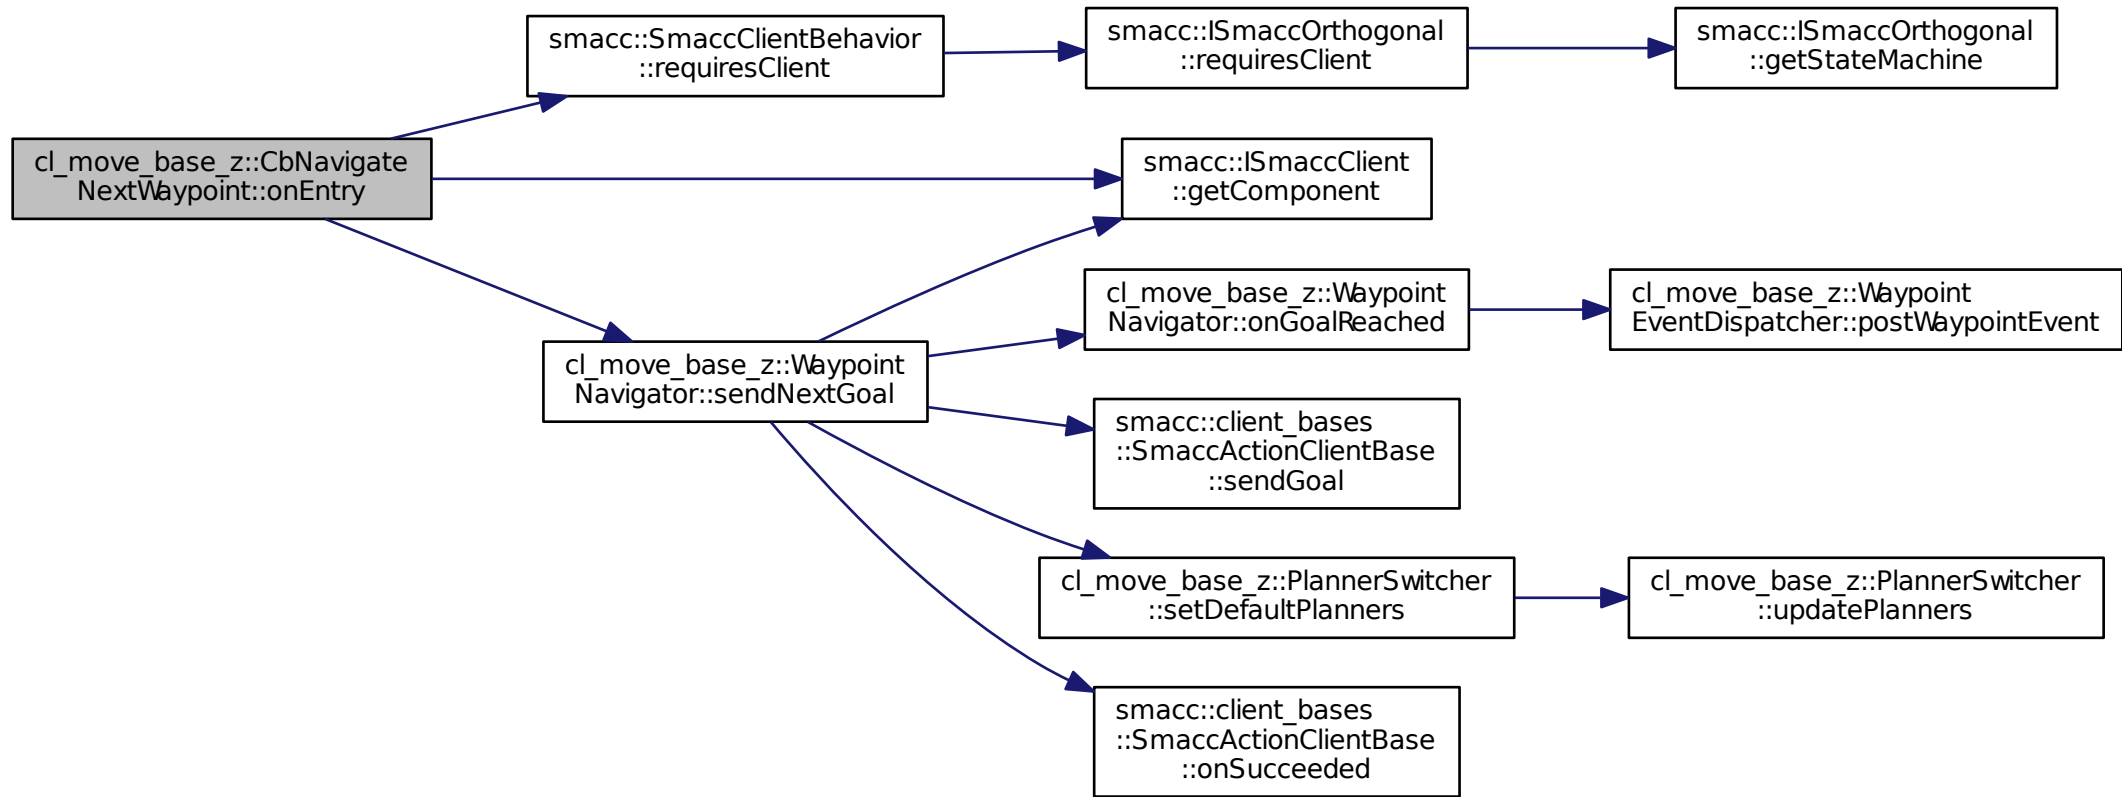 smacc::SmaccClientBehavior
::requiresClient
smacc::ISmaccOrthogonal
::requiresClient
smacc::ISmaccOrthogonal
::getStateMachine
cl_move_base_z::CbNavigate
NextWaypoint::onEntry
smacc::ISmaccClient
::getComponent
cl_move_base_z::Waypoint
Navigator::sendNextGoal
cl_move_base_z::Waypoint
Navigator::onGoalReached
cl_move_base_z::Waypoint
EventDispatcher::postWaypointEvent
smacc::client_bases
::SmaccActionClientBase
::sendGoal
cl_move_base_z::PlannerSwitcher
::setDefaultPlanners
cl_move_base_z::PlannerSwitcher
::updatePlanners
smacc::client_bases
::SmaccActionClientBase
::onSucceeded